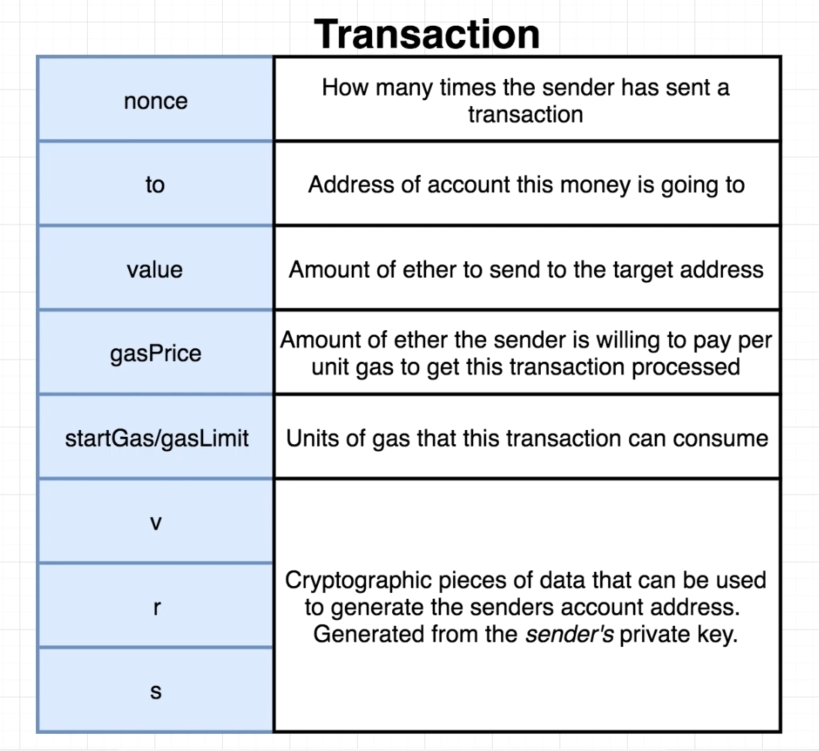 Transaction
nonce
How many times the sender has sent a
transaction
to
Address of account this money is going to
value
Amount of ether to send to the target address
gasPrice
Amount of ether the sender is willing to pay per
unit gas to get this transaction processed
startGas/gasLimit
Units of gas that this transaction can consume
v
r
s
Cryptographic pieces of data that can be used
to generate the senders account address.
Generated from the sender's private key.